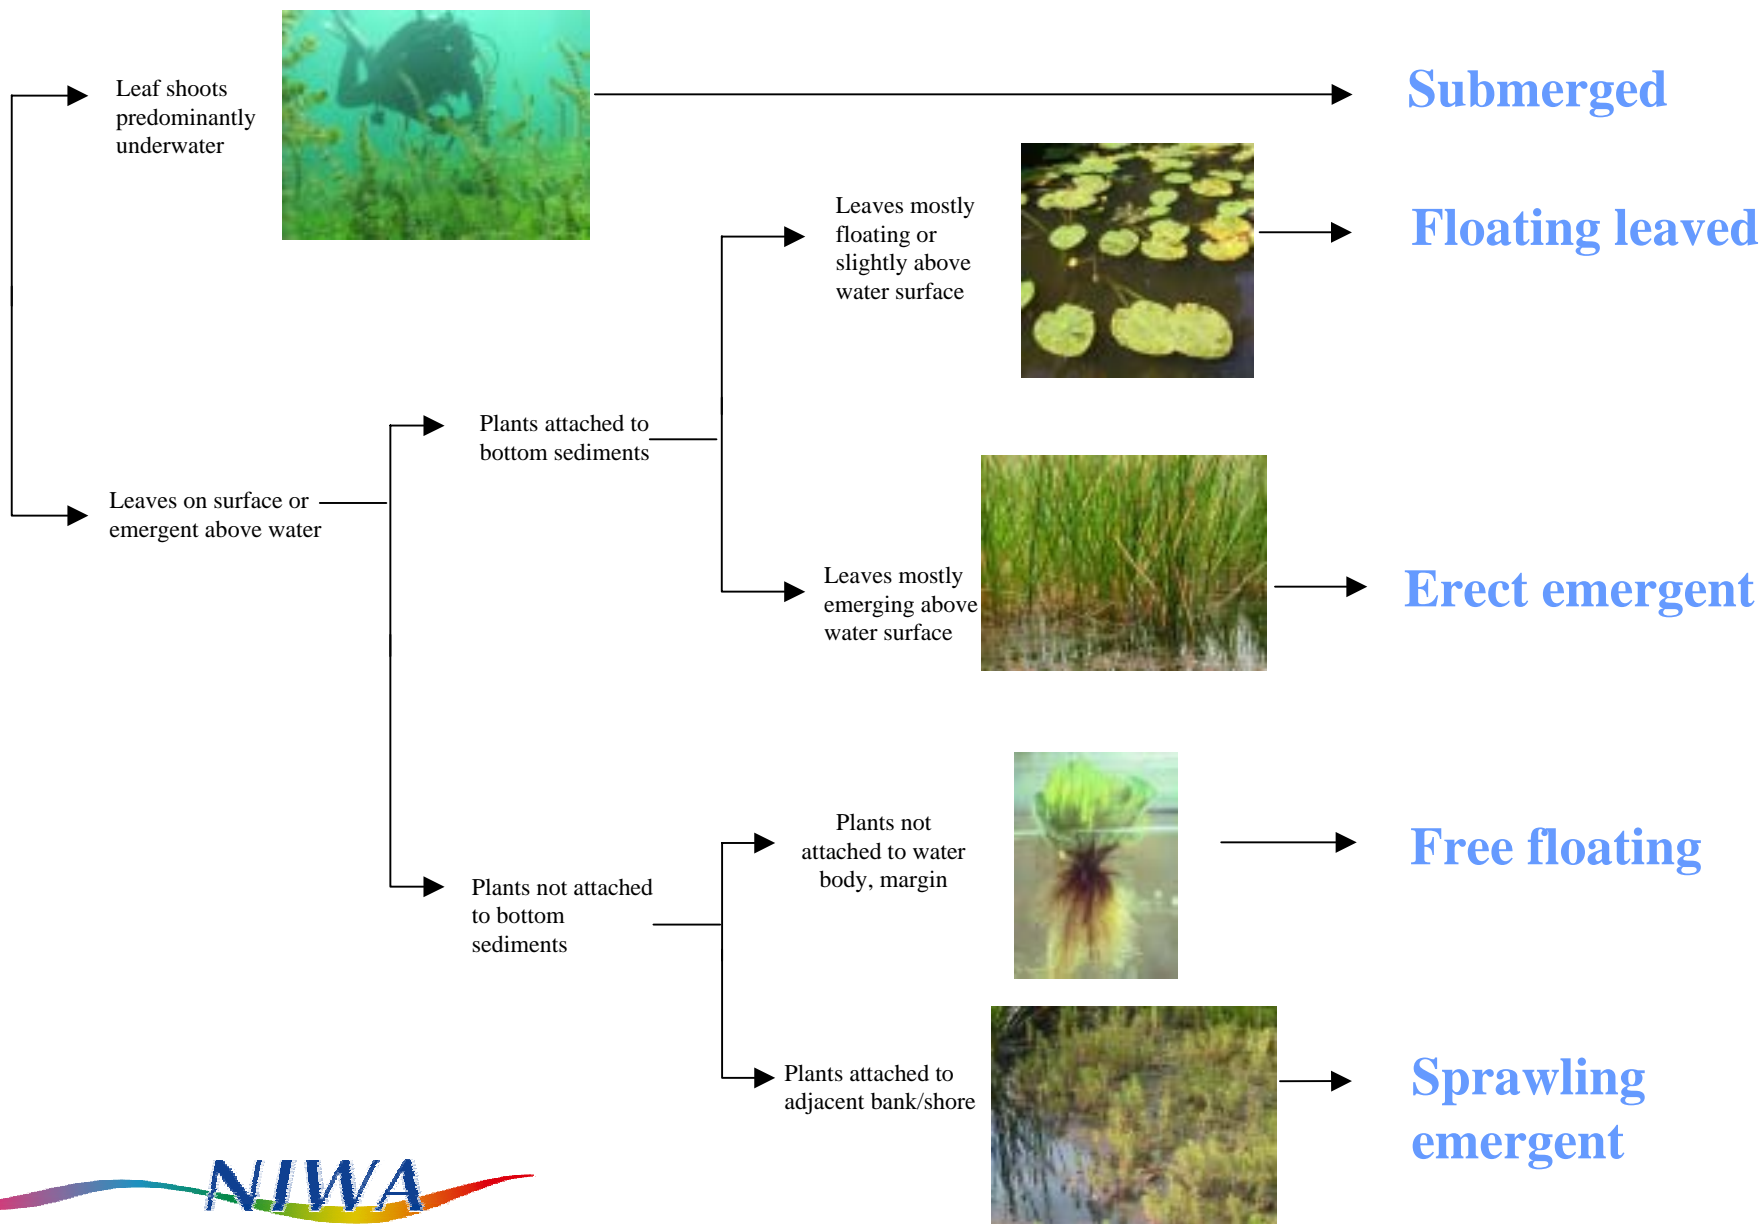 Leaf shoots
predominantly
underwater
Submerged
Leaves mostly
floating or
slightly above
water surface
Floating leaved
Plants attached to
bottom sediments
Leaves on surface or
emergent above water
Leaves mostly
emerging above
water surface
Erect emergent
Plants not
attached to water
body, margin
Free floating
Plants not attached
to bottom
sediments
Plants attached to
adjacent bank/shore
Sprawling
emergent
NIWA